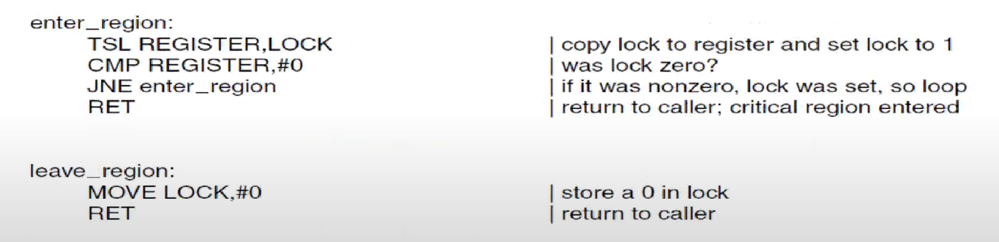 enter_region:
TSL REGISTER,LOCK | copy lock to register and set lock to 1
CMP REGISTER,#0 | was lock zero?
JNE enter_region | if it was nonzero, lock was set, so loop
RET | return to caller; critical region entered
leave_region:
MOVE LOCK,#0 | store a 0 in lock
RET | return to caller